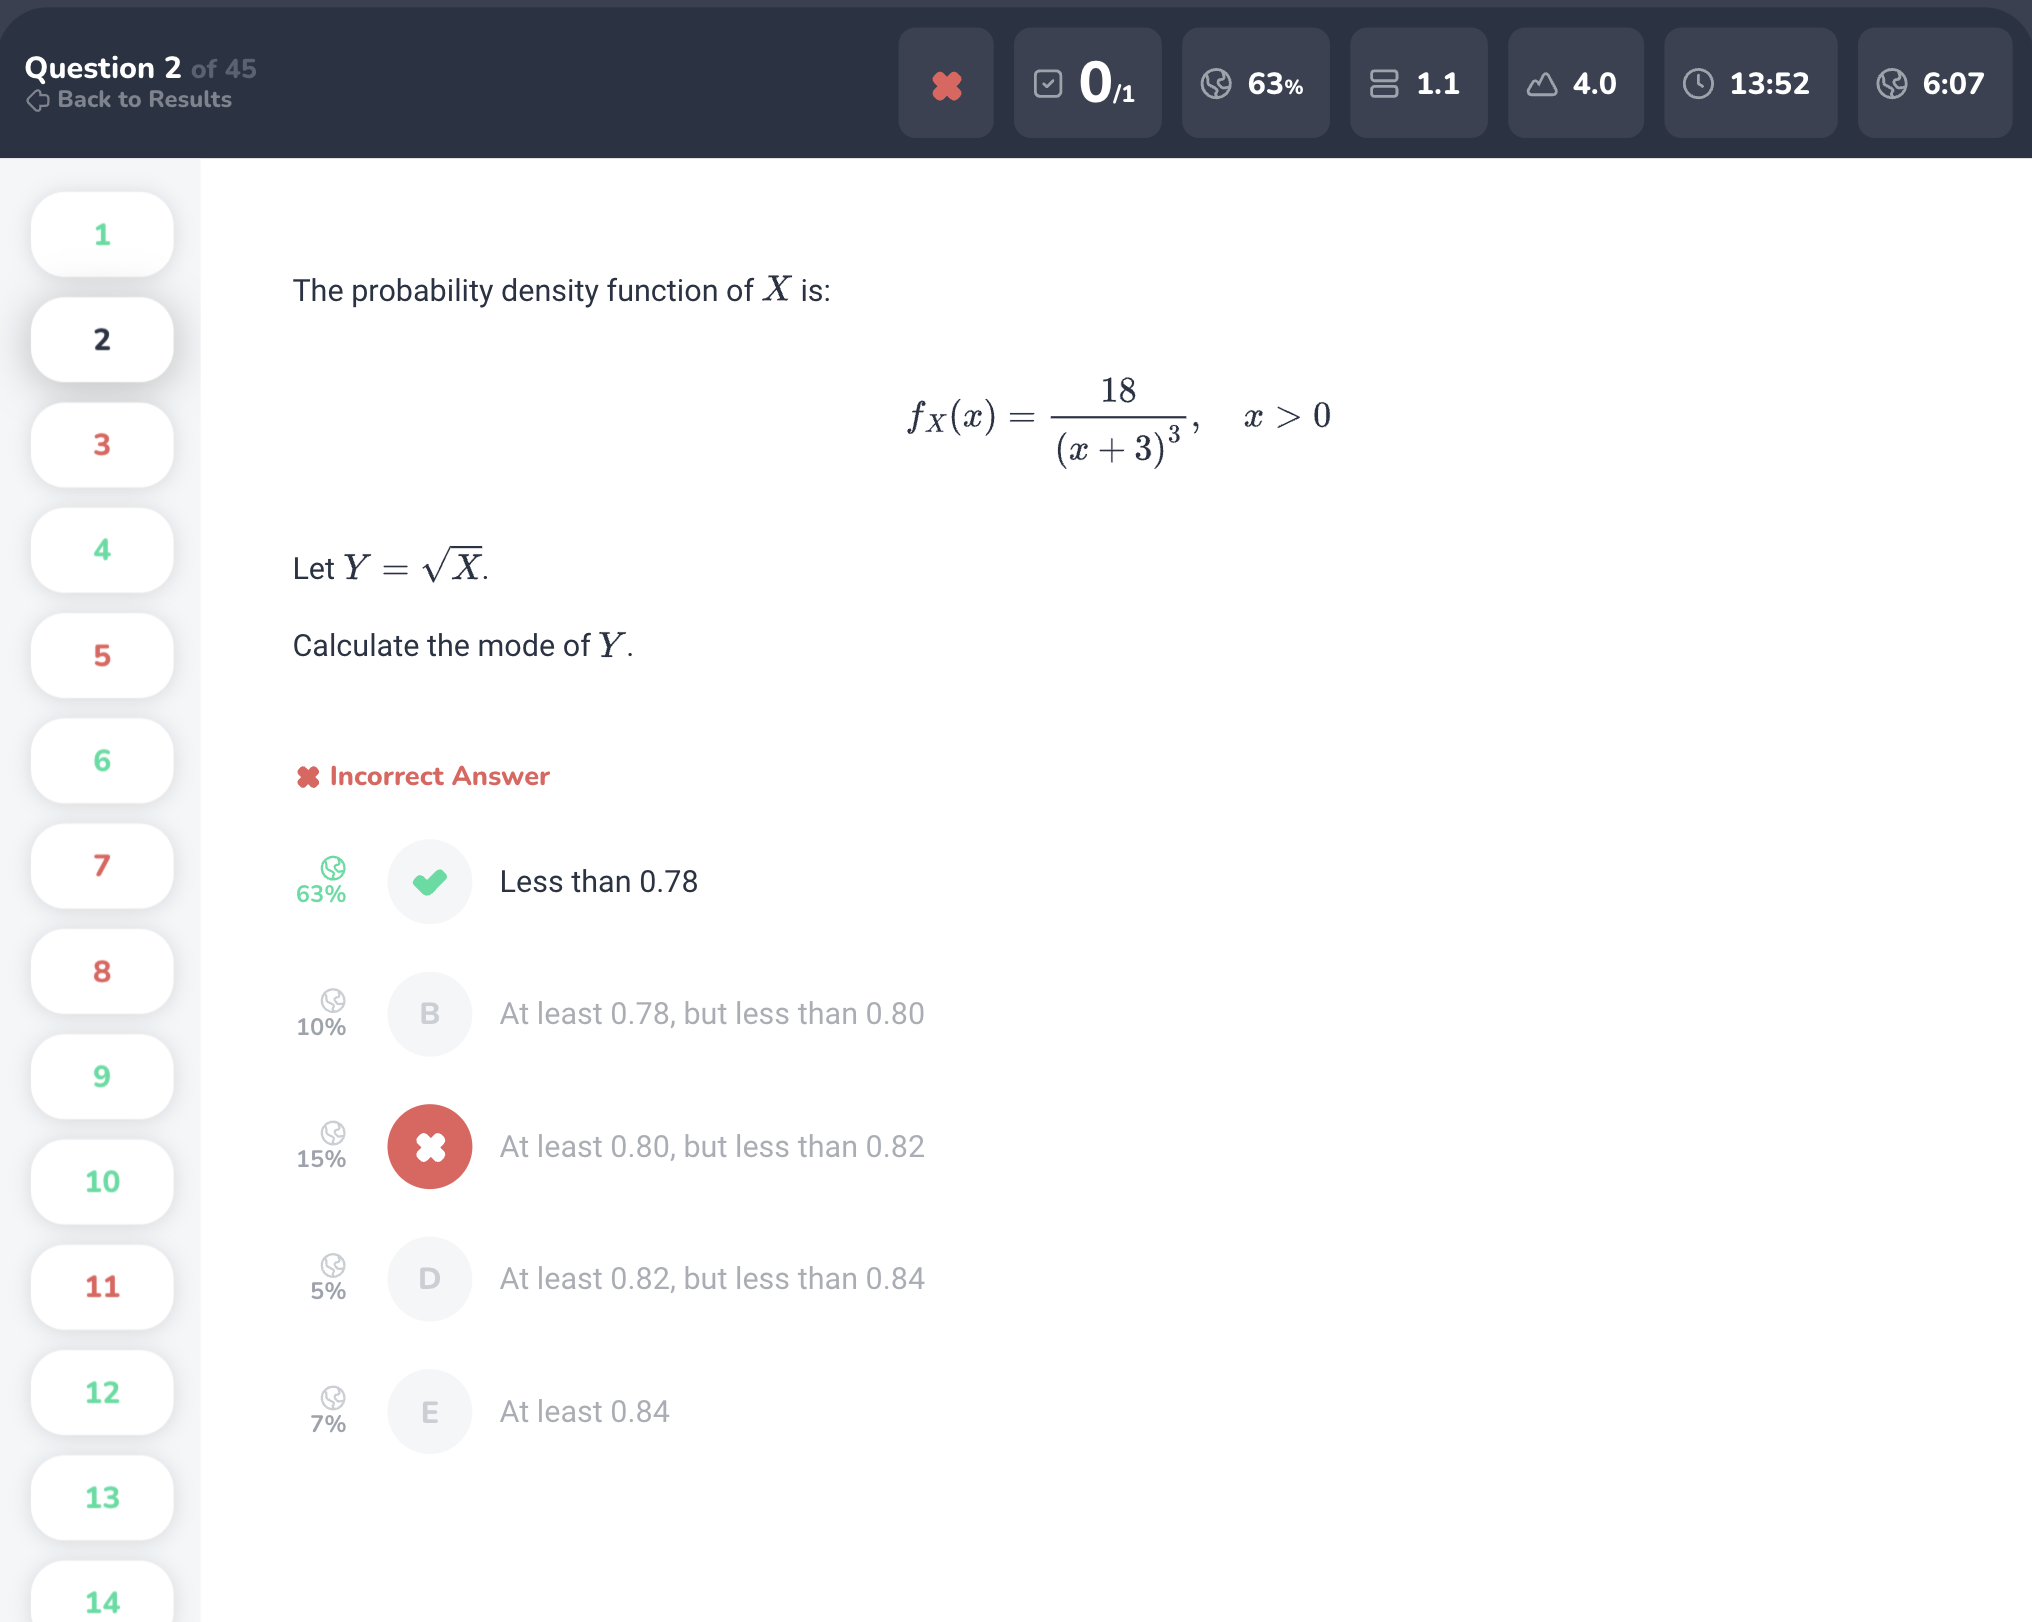 Question 2 of 45
Back to Results
0/1
63%
1.1
4.0
13:52
6:07
1
2
3
4
5
6
7
8
9
10
11
12
13
14
The probability density function of X is:
f_X(x) = 18/(x + 3)^3, x > 0
Let Y = √X.
Calculate the mode of Y.
Incorrect Answer
63% Less than 0.78
10% B At least 0.78, but less than 0.80
15% At least 0.80, but less than 0.82
5% D At least 0.82, but less than 0.84
7% E At least 0.84